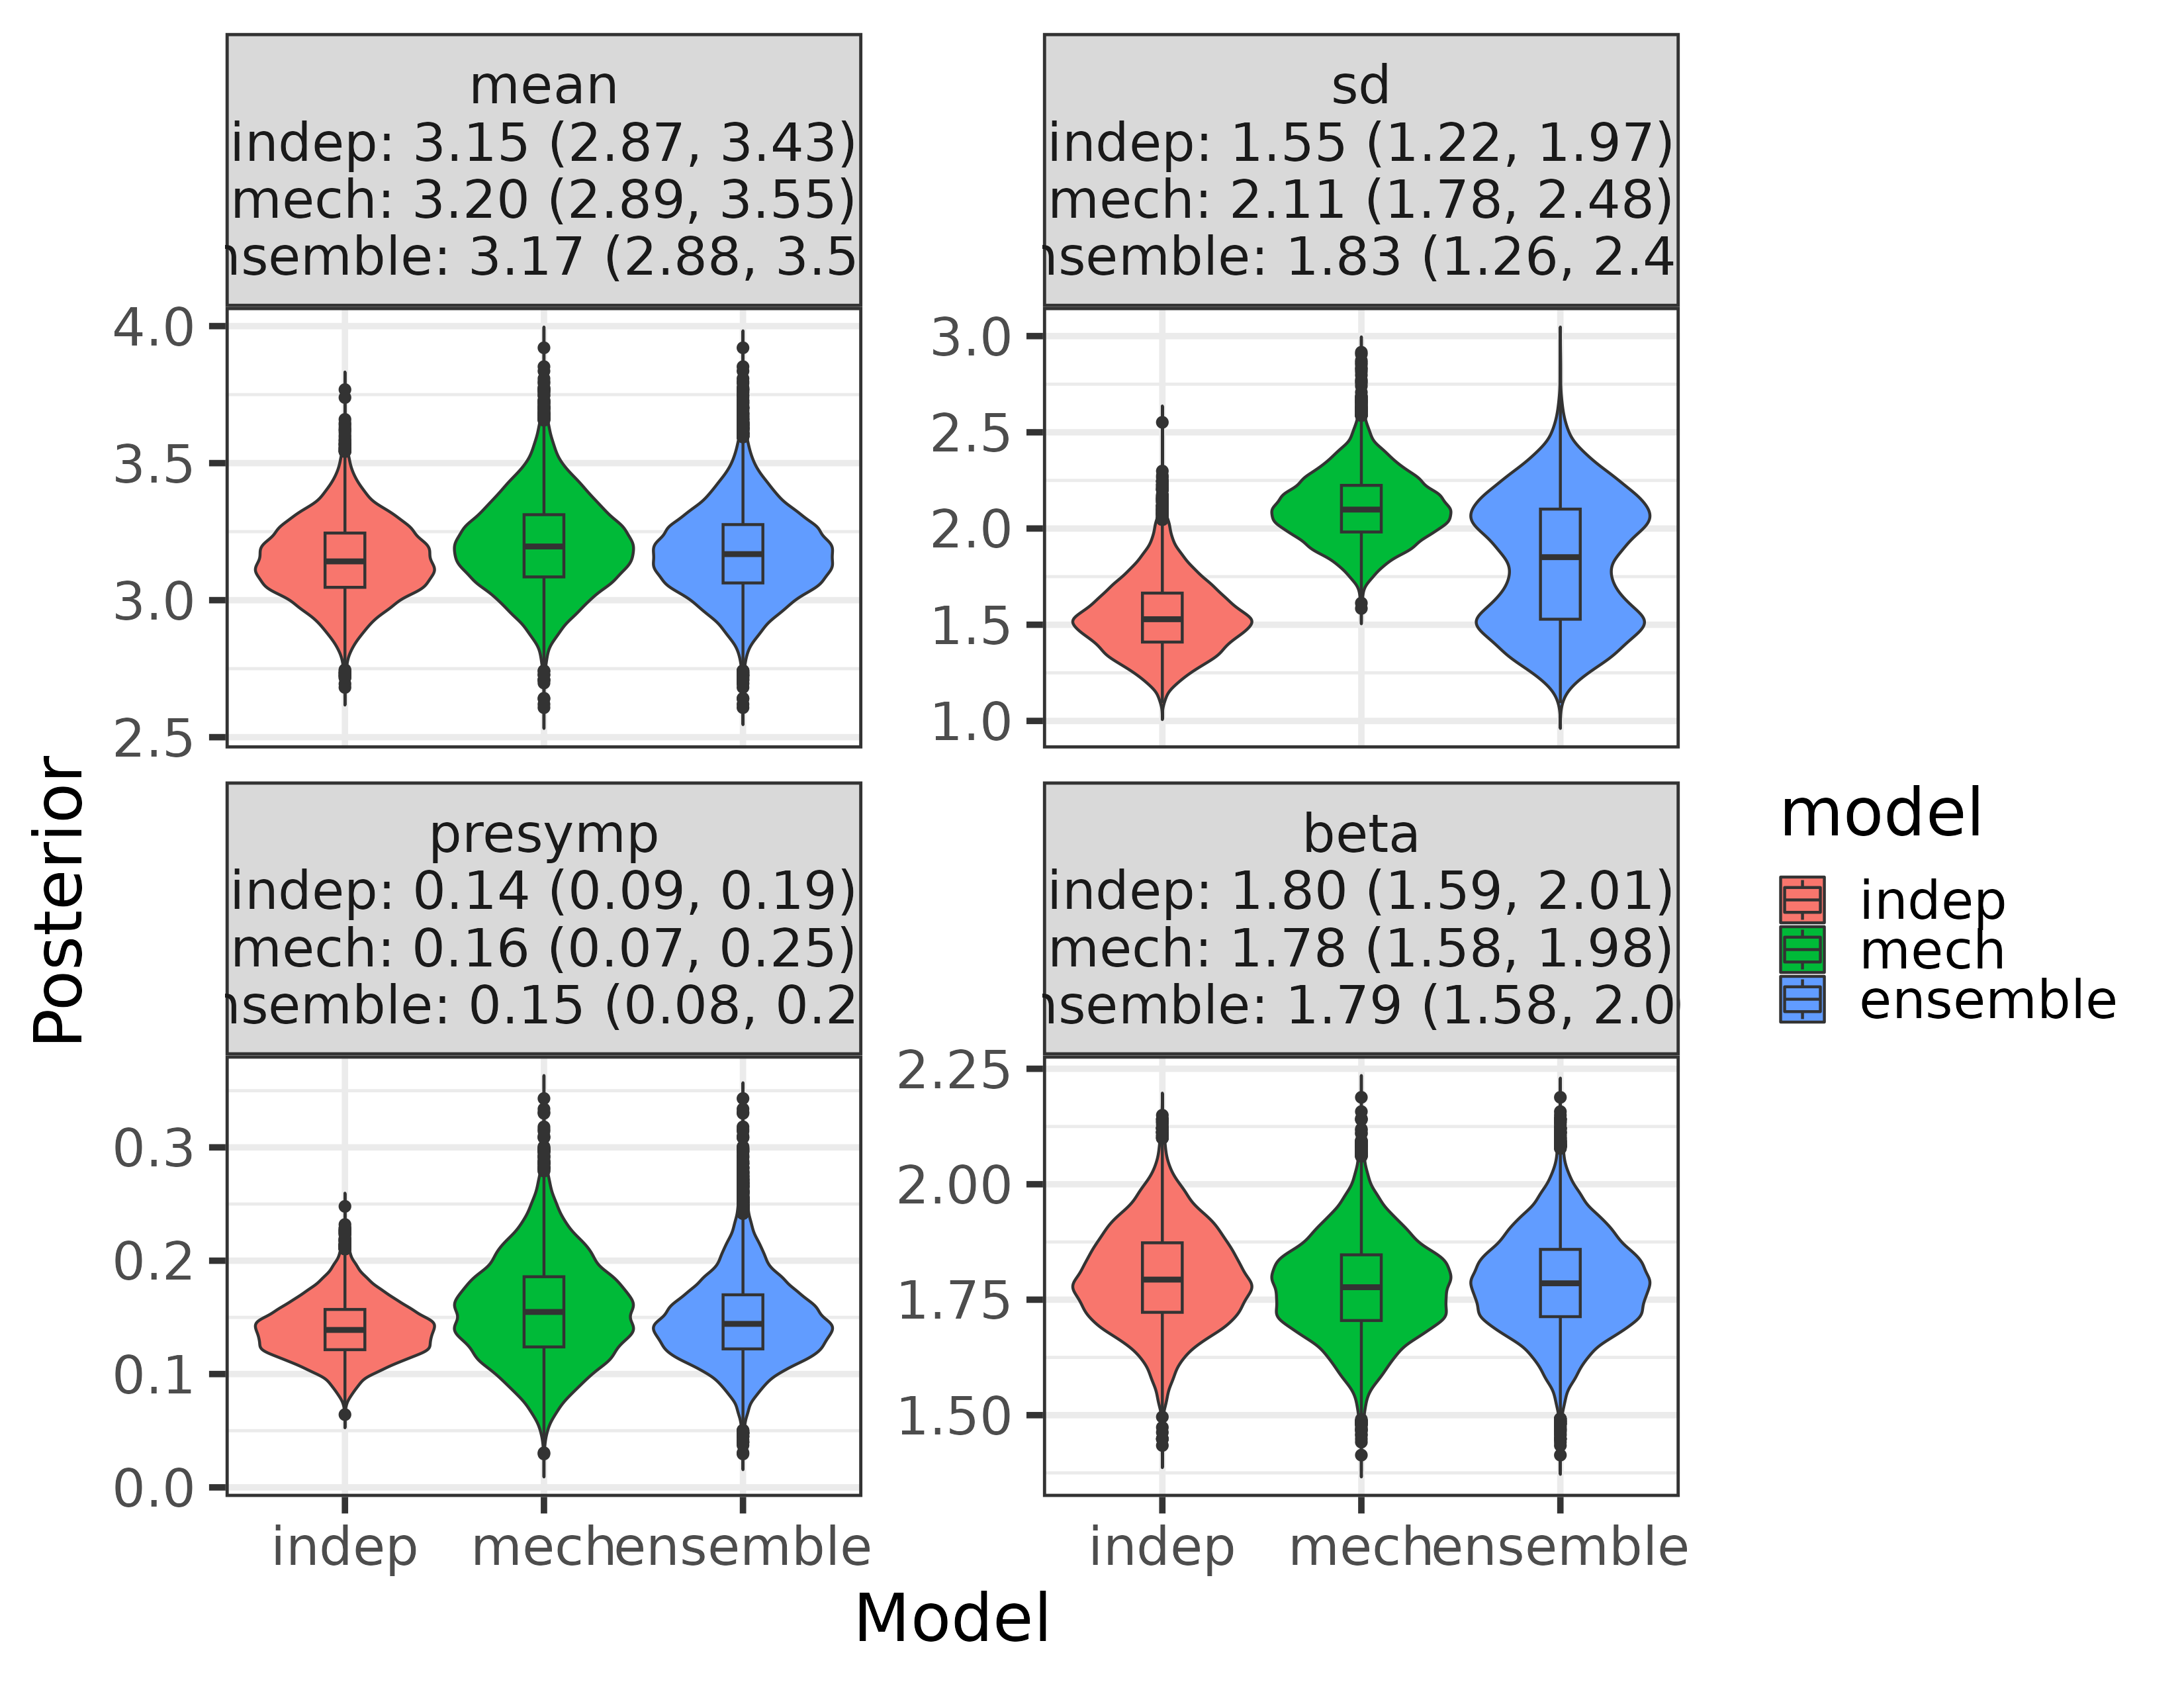 mean
indep: 3.15 (2.87, 3.43)
mech: 3.20 (2.89, 3.55)
nsemble: 3.17 (2.88, 3.5
4.0
3.5
3.0
2.5
sd
indep: 1.55 (1.22, 1.97)
mech: 2.11 (1.78, 2.48)
nsemble: 1.83 (1.26, 2.4
3.0
2.5
2.0
1.5
1.0
Posterior
presymp
indep: 0.14 (0.09, 0.19)
mech: 0.16 (0.07, 0.25)
nsemble: 0.15 (0.08, 0.2
0.3
0.2
0.1
0.0
indep mech ensemble
beta
indep: 1.80 (1.59, 2.01)
mech: 1.78 (1.58, 1.98)
nsemble: 1.79 (1.58, 2.0
2.25
2.00
1.75
1.50
indep mech ensemble
Model
model
indep
mech
ensemble